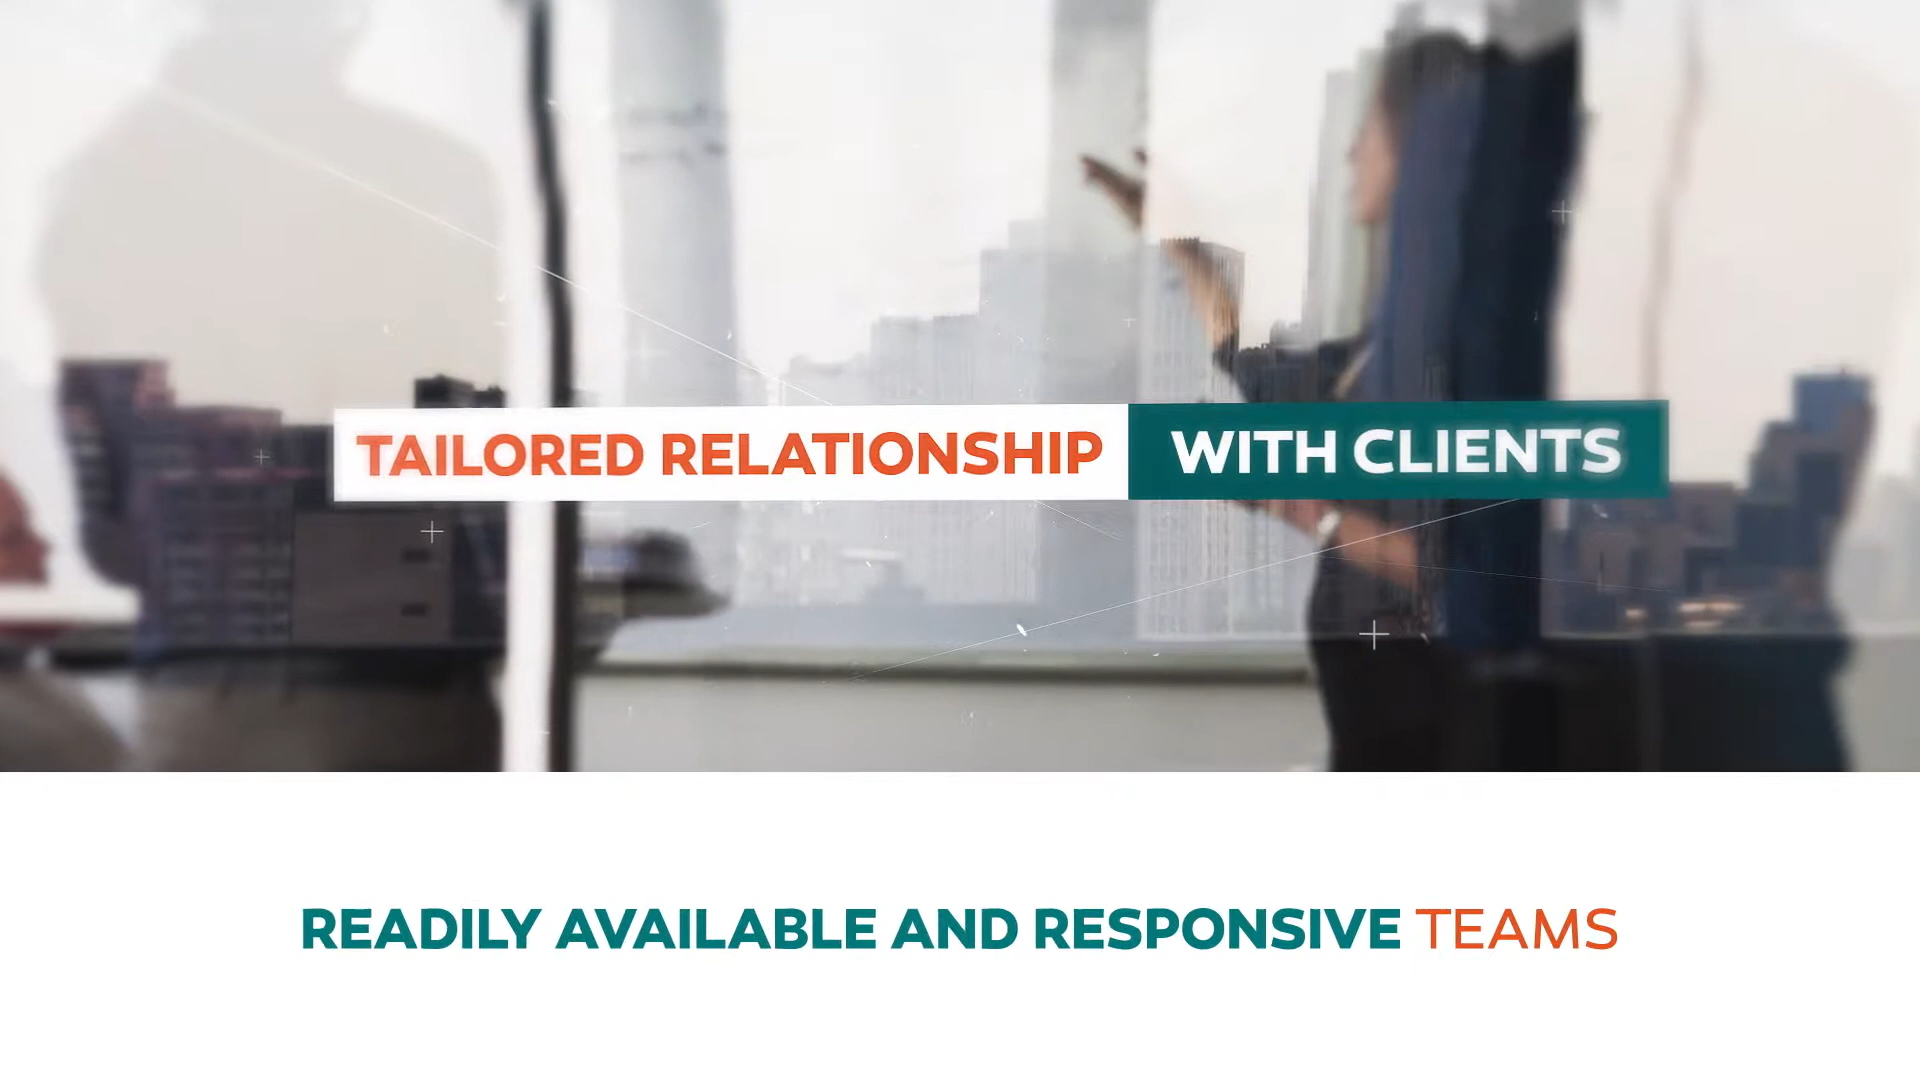 TAILORED RELATIONSHIP WITH CLIENTS
READILY AVAILABLE AND RESPONSIVE TEAMS